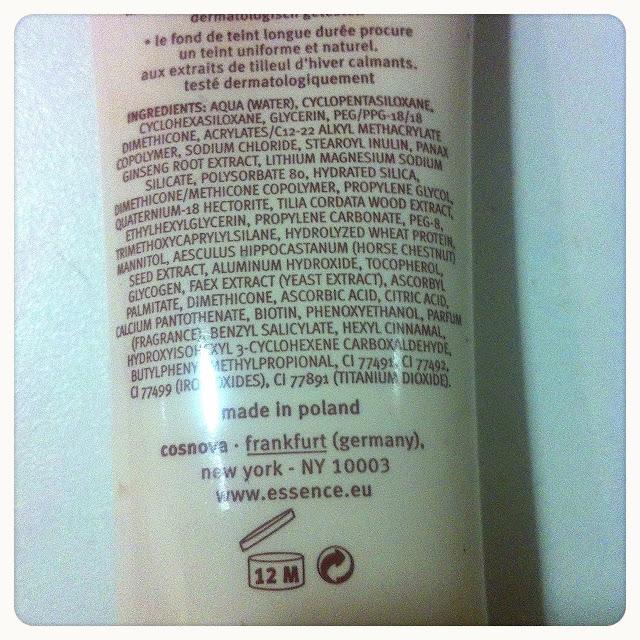 dermatologisch getestet
• le fond de teint longue durée procure
un teint uniforme et naturel.
aux extraits de tilleul d'hiver calmants.
testé dermatologiquement
INGREDIENTS: AQUA (WATER), CYCLOPENTASILOXANE,
CYCLOHEXASILOXANE, GLYCERIN, PEG/PPG-18/18
DIMETHICONE, ACRYLATES/C12-22 ALKYL METHACRYLATE
COPOLYMER, SODIUM CHLORIDE, STEAROYL INULIN, PANAX
GINSENG ROOT EXTRACT, LITHIUM MAGNESIUM SODIUM
SILICATE, POLYSORBATE 80, HYDRATED SILICA,
DIMETHICONE/METHICONE COPOLYMER, PROPYLENE GLYCOL,
QUATERNIUM-18 HECTORITE, TILIA CORDATA WOOD EXTRACT,
ETHYLHEXYLGLYCERIN, PROPYLENE CARBONATE, PEG-8,
TRIMETHOXYCAPRYLYLSILANE, HYDROLYZED WHEAT PROTEIN,
MANNITOL, AESCULUS HIPPOCASTANUM (HORSE CHESTNUT)
SEED EXTRACT, ALUMINUM HYDROXIDE, TOCOPHEROL,
GLYCOGEN, FAEX EXTRACT (YEAST EXTRACT), ASCORBYL
PALMITATE, DIMETHICONE, ASCORBIC ACID, CITRIC ACID,
CALCIUM PANTOTHENATE, BIOTIN, PHENOXYETHANOL, PARFUM
(FRAGRANCE), BENZYL SALICYLATE, HEXYL CINNAMAL,
HYDROXYISOHEXYL 3-CYCLOHEXENE CARBOXALDEHYDE,
BUTYLPHENYL METHYLPROPIONAL, CI 77491, CI 77492,
CI 77499 (IRON OXIDES), CI 77891 (TITANIUM DIOXIDE).
made in poland
cosnova · frankfurt (germany),
new york - NY 10003
www.essence.eu
12 M